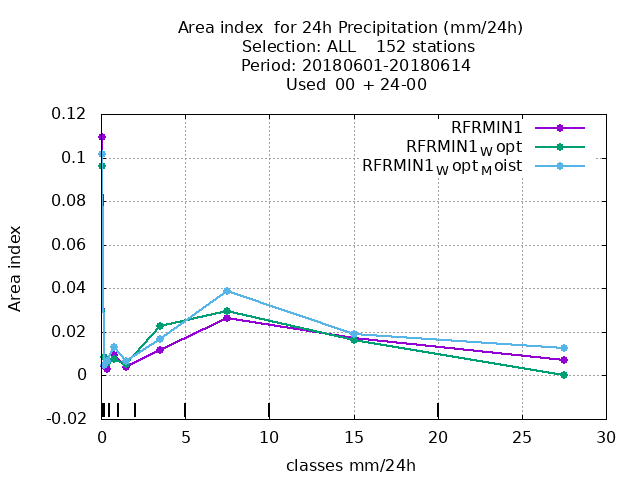 Area index  for 24h Precipitation (mm/24h)
Selection: ALL    152 stations
Period: 20180601-20180614
Used  00 + 24-00
RFRMIN1
RFRMIN1_W opt
RFRMIN1_W opt_M oist
Area index
0.12
0.1
0.08
0.06
0.04
0.02
0
-0.02
0 5 10 15 20 25 30
classes mm/24h